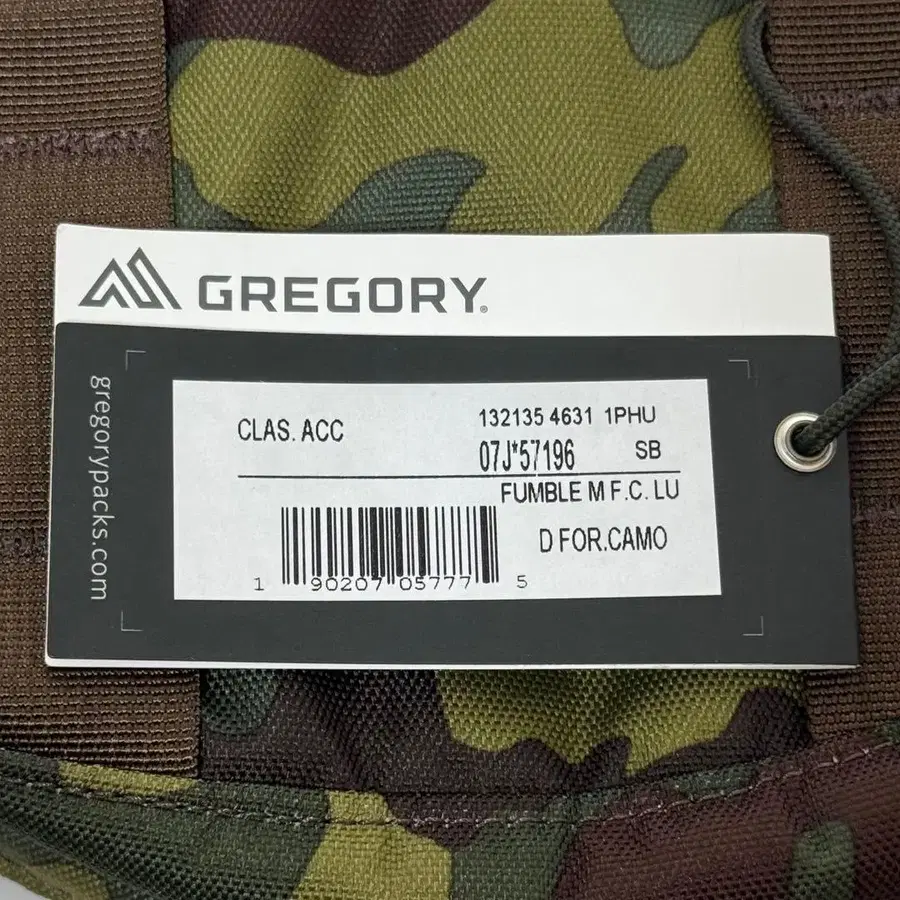 GREGORY®
gregorypacks.com
CLAS. ACC
132135 4631 1PHU
07J*57196 SB
FUMBLE M F.C. LU
D FOR.CAMO
1 90207 05777 5